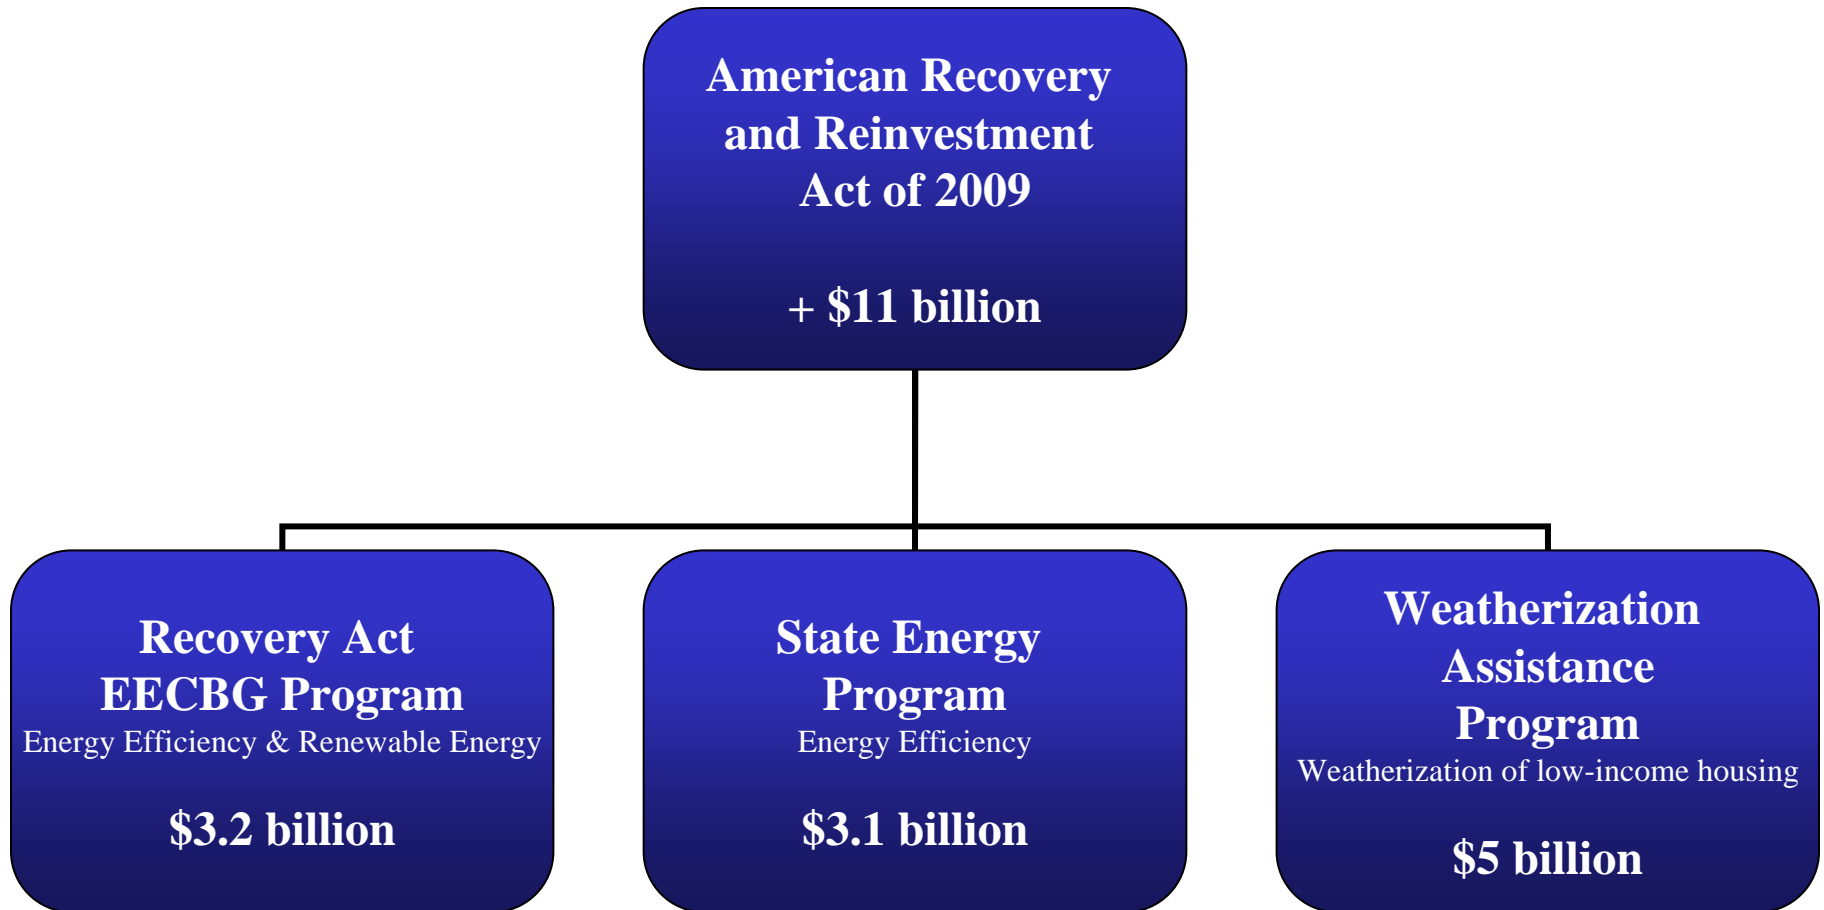 American Recovery
and Reinvestment
Act of 2009
+ $11 billion
Recovery Act
EECBG Program
Energy Efficiency & Renewable Energy
$3.2 billion
State Energy
Program
Energy Efficiency
$3.1 billion
Weatherization
Assistance
Program
Weatherization of low-income housing
$5 billion